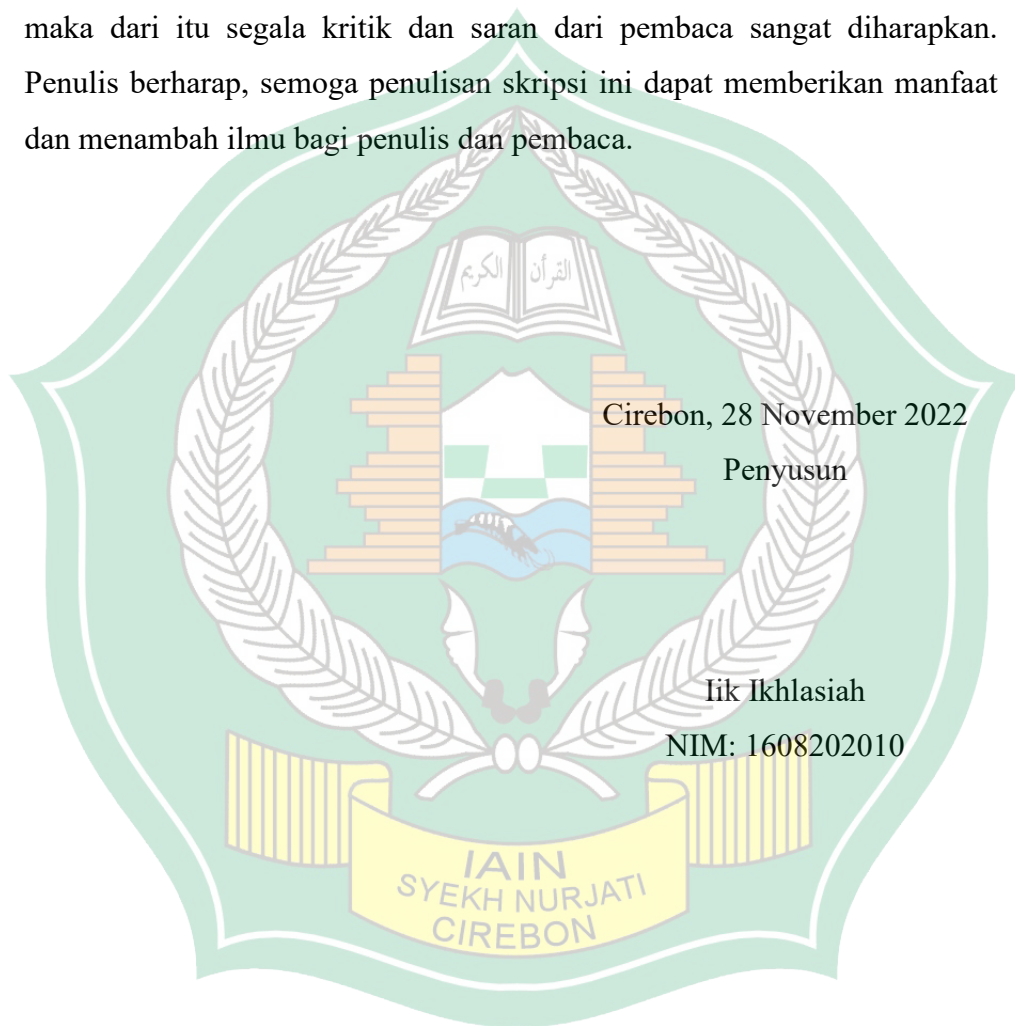 maka dari itu segala kritik dan saran dari pembaca sangat diharapkan.
Penulis berharap, semoga penulisan skripsi ini dapat memberikan manfaat
dan menambah ilmu bagi penulis dan pembaca.
القرأن الكريم
Cirebon, 28 November 2022
Penyusun
Iik Ikhlasiah
NIM: 1608202010
IAIN
SYEKH NURJATI
CIREBON